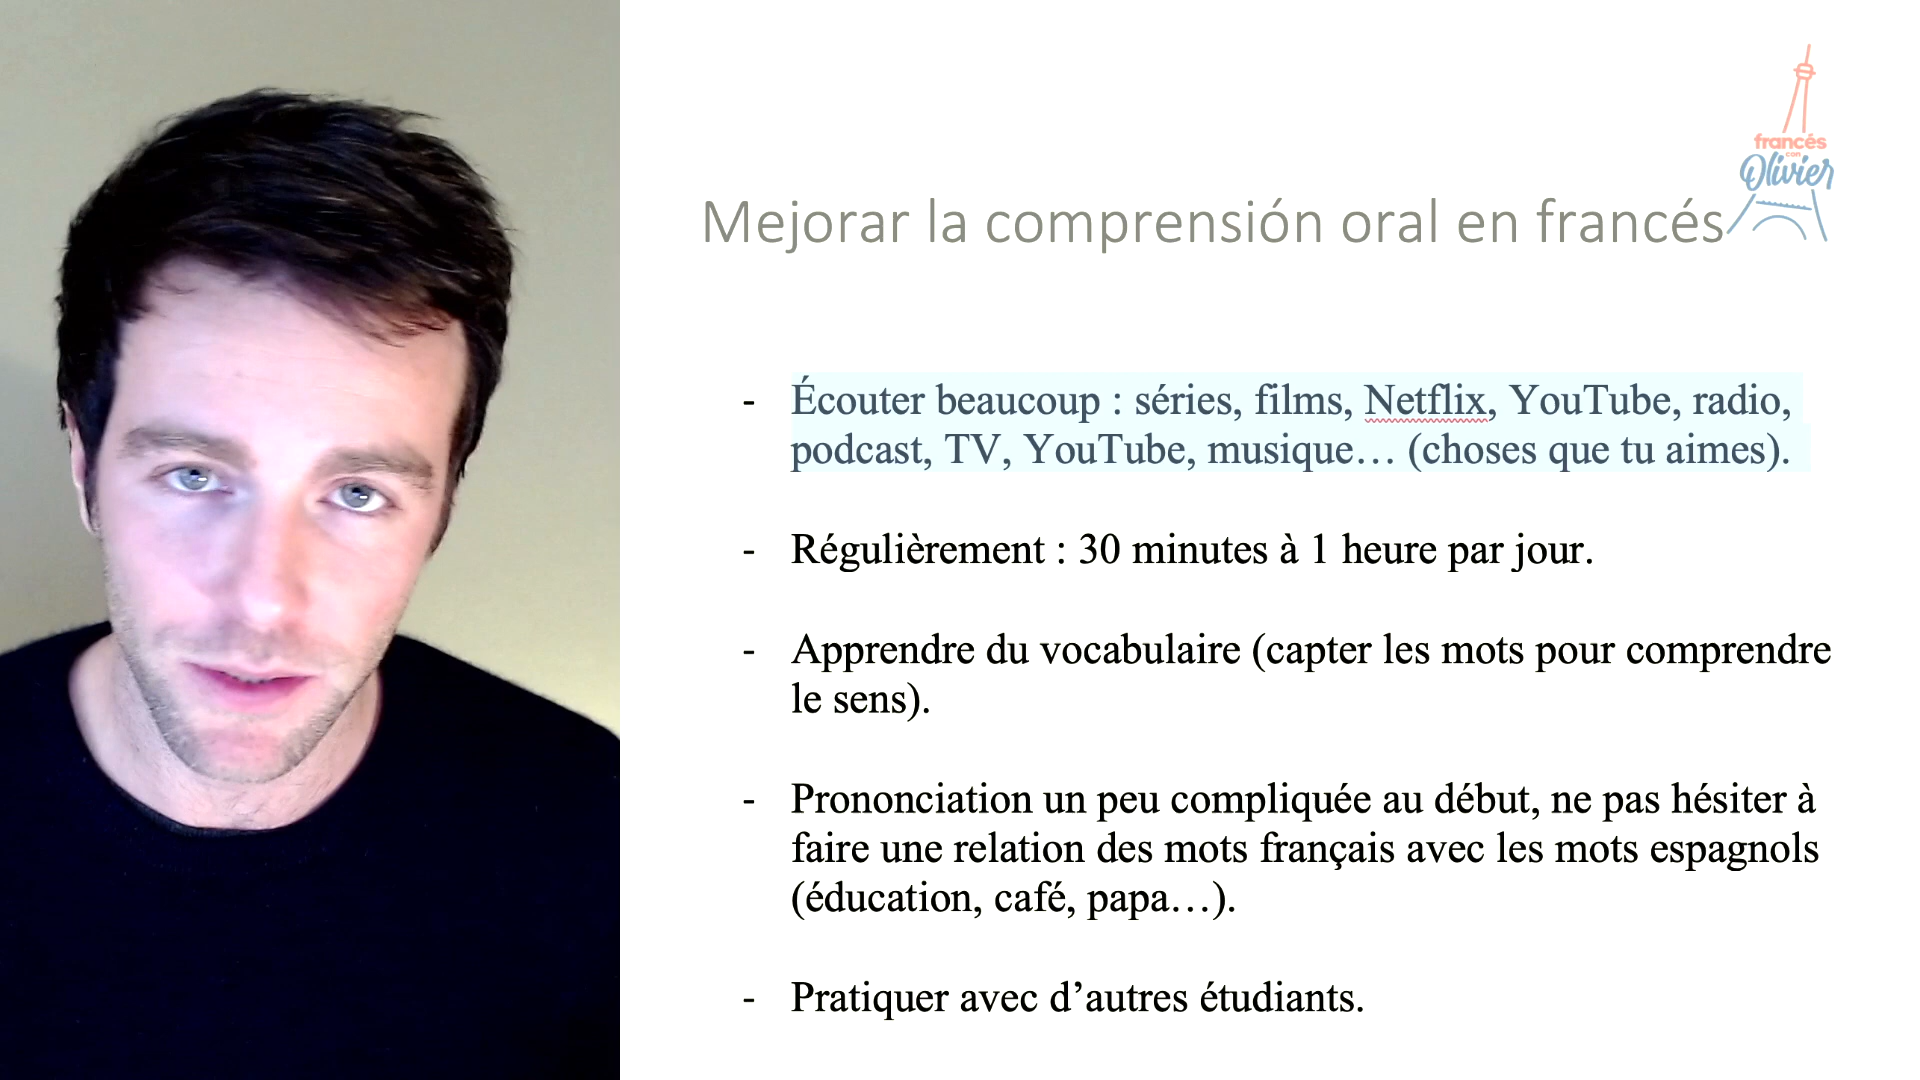 francés
con
Olivier
Mejorar la comprensión oral en francés
- Écouter beaucoup : séries, films, Netflix, YouTube, radio,
podcast, TV, YouTube, musique… (choses que tu aimes).
- Régulièrement : 30 minutes à 1 heure par jour.
- Apprendre du vocabulaire (capter les mots pour comprendre
le sens).
- Prononciation un peu compliquée au début, ne pas hésiter à
faire une relation des mots français avec les mots espagnols
(éducation, café, papa…).
- Pratiquer avec d’autres étudiants.